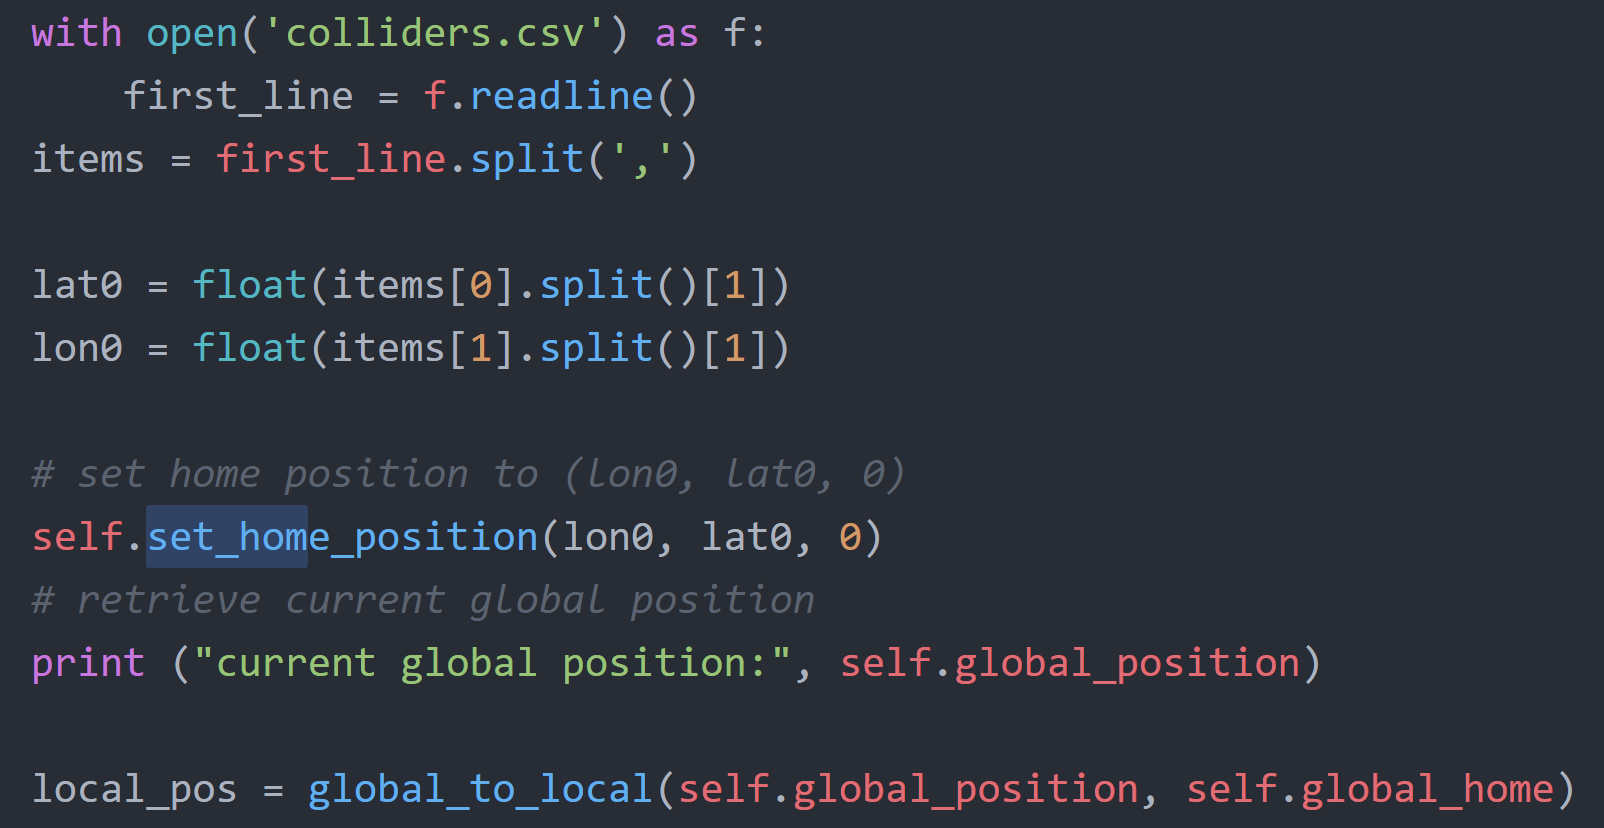 with open('colliders.csv') as f:
    first_line = f.readline()
items = first_line.split(',')

lat0 = float(items[0].split()[1])
lon0 = float(items[1].split()[1])

# set home position to (lon0, lat0, 0)
self.set_home_position(lon0, lat0, 0)
# retrieve current global position
print ("current global position:", self.global_position)

local_pos = global_to_local(self.global_position, self.global_home)